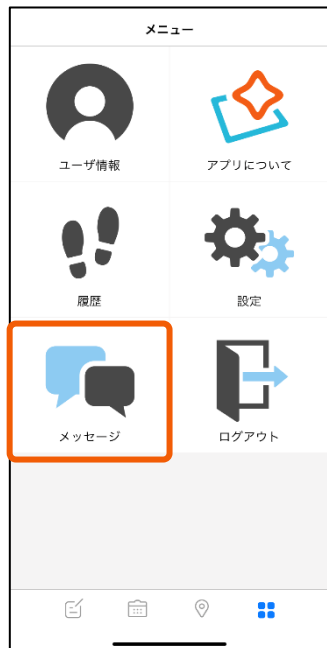 メニュー
ユーザ情報
アプリについて
履歴
設定
メッセージ
ログアウト